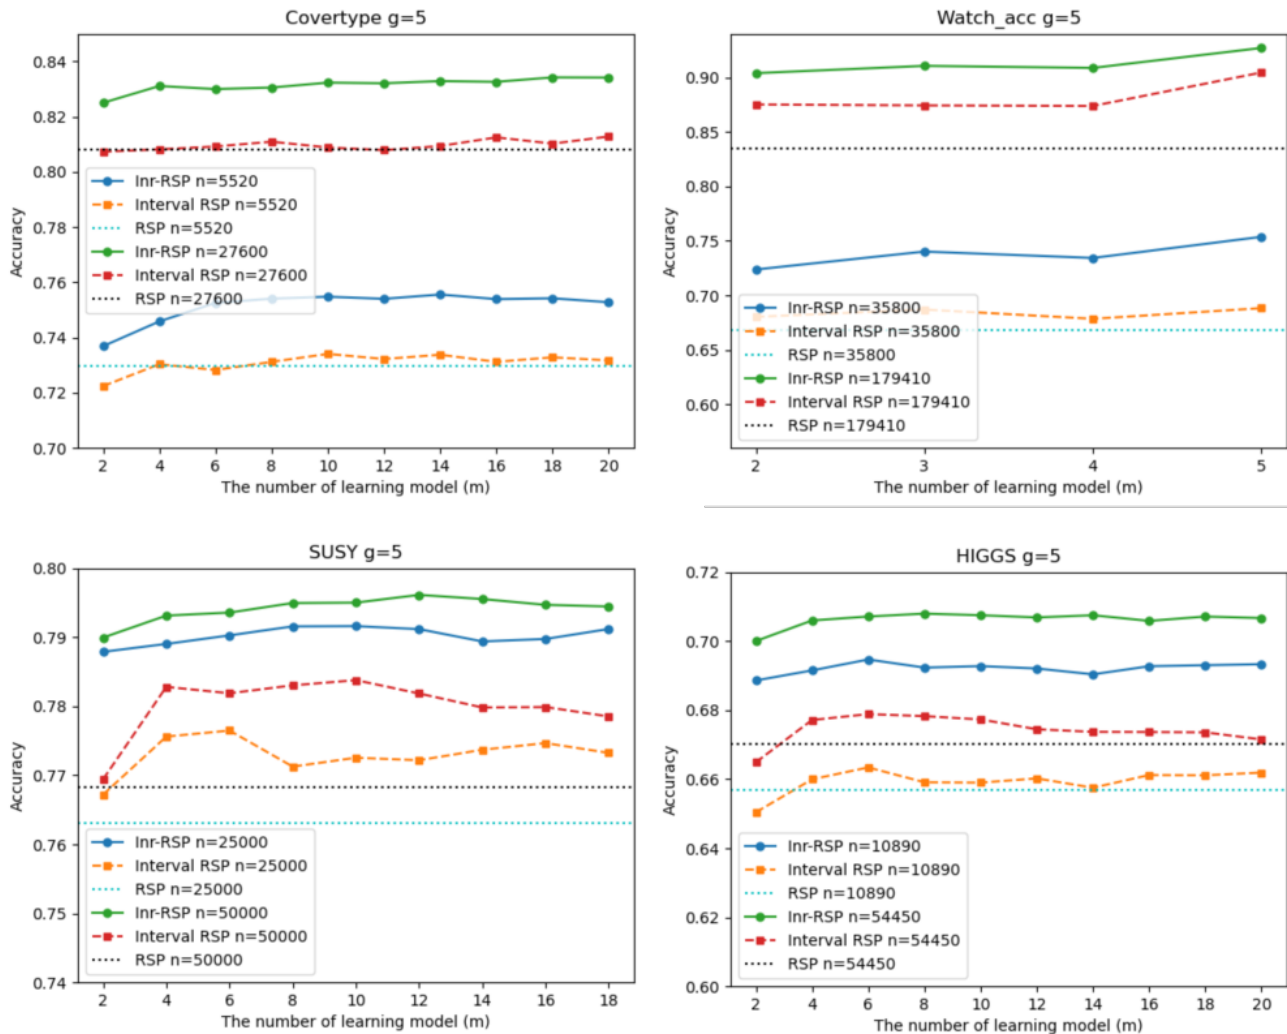 Covertype g=5
0.84
0.82
0.80
0.78
0.76
0.74
0.72
0.70
Accuracy
Inr-RSP n=5520
Interval RSP n=5520
RSP n=5520
Inr-RSP n=27600
Interval RSP n=27600
RSP n=27600
2 4 6 8 10 12 14 16 18 20
The number of learning model (m)
Watch_acc g=5
0.90
0.85
0.80
0.75
0.70
0.65
0.60
Accuracy
Inr-RSP n=35800
Interval RSP n=35800
RSP n=35800
Inr-RSP n=179410
Interval RSP n=179410
RSP n=179410
2 3 4 5
The number of learning model (m)
SUSY g=5
0.80
0.79
0.78
0.77
0.76
0.75
0.74
Accuracy
Inr-RSP n=25000
Interval RSP n=25000
RSP n=25000
Inr-RSP n=50000
Interval RSP n=50000
RSP n=50000
2 4 6 8 10 12 14 16 18
The number of learning model (m)
HIGGS g=5
0.72
0.70
0.68
0.66
0.64
0.62
0.60
Accuracy
Inr-RSP n=10890
Interval RSP n=10890
RSP n=10890
Inr-RSP n=54450
Interval RSP n=54450
RSP n=54450
2 4 6 8 10 12 14 16 18 20
The number of learning model (m)